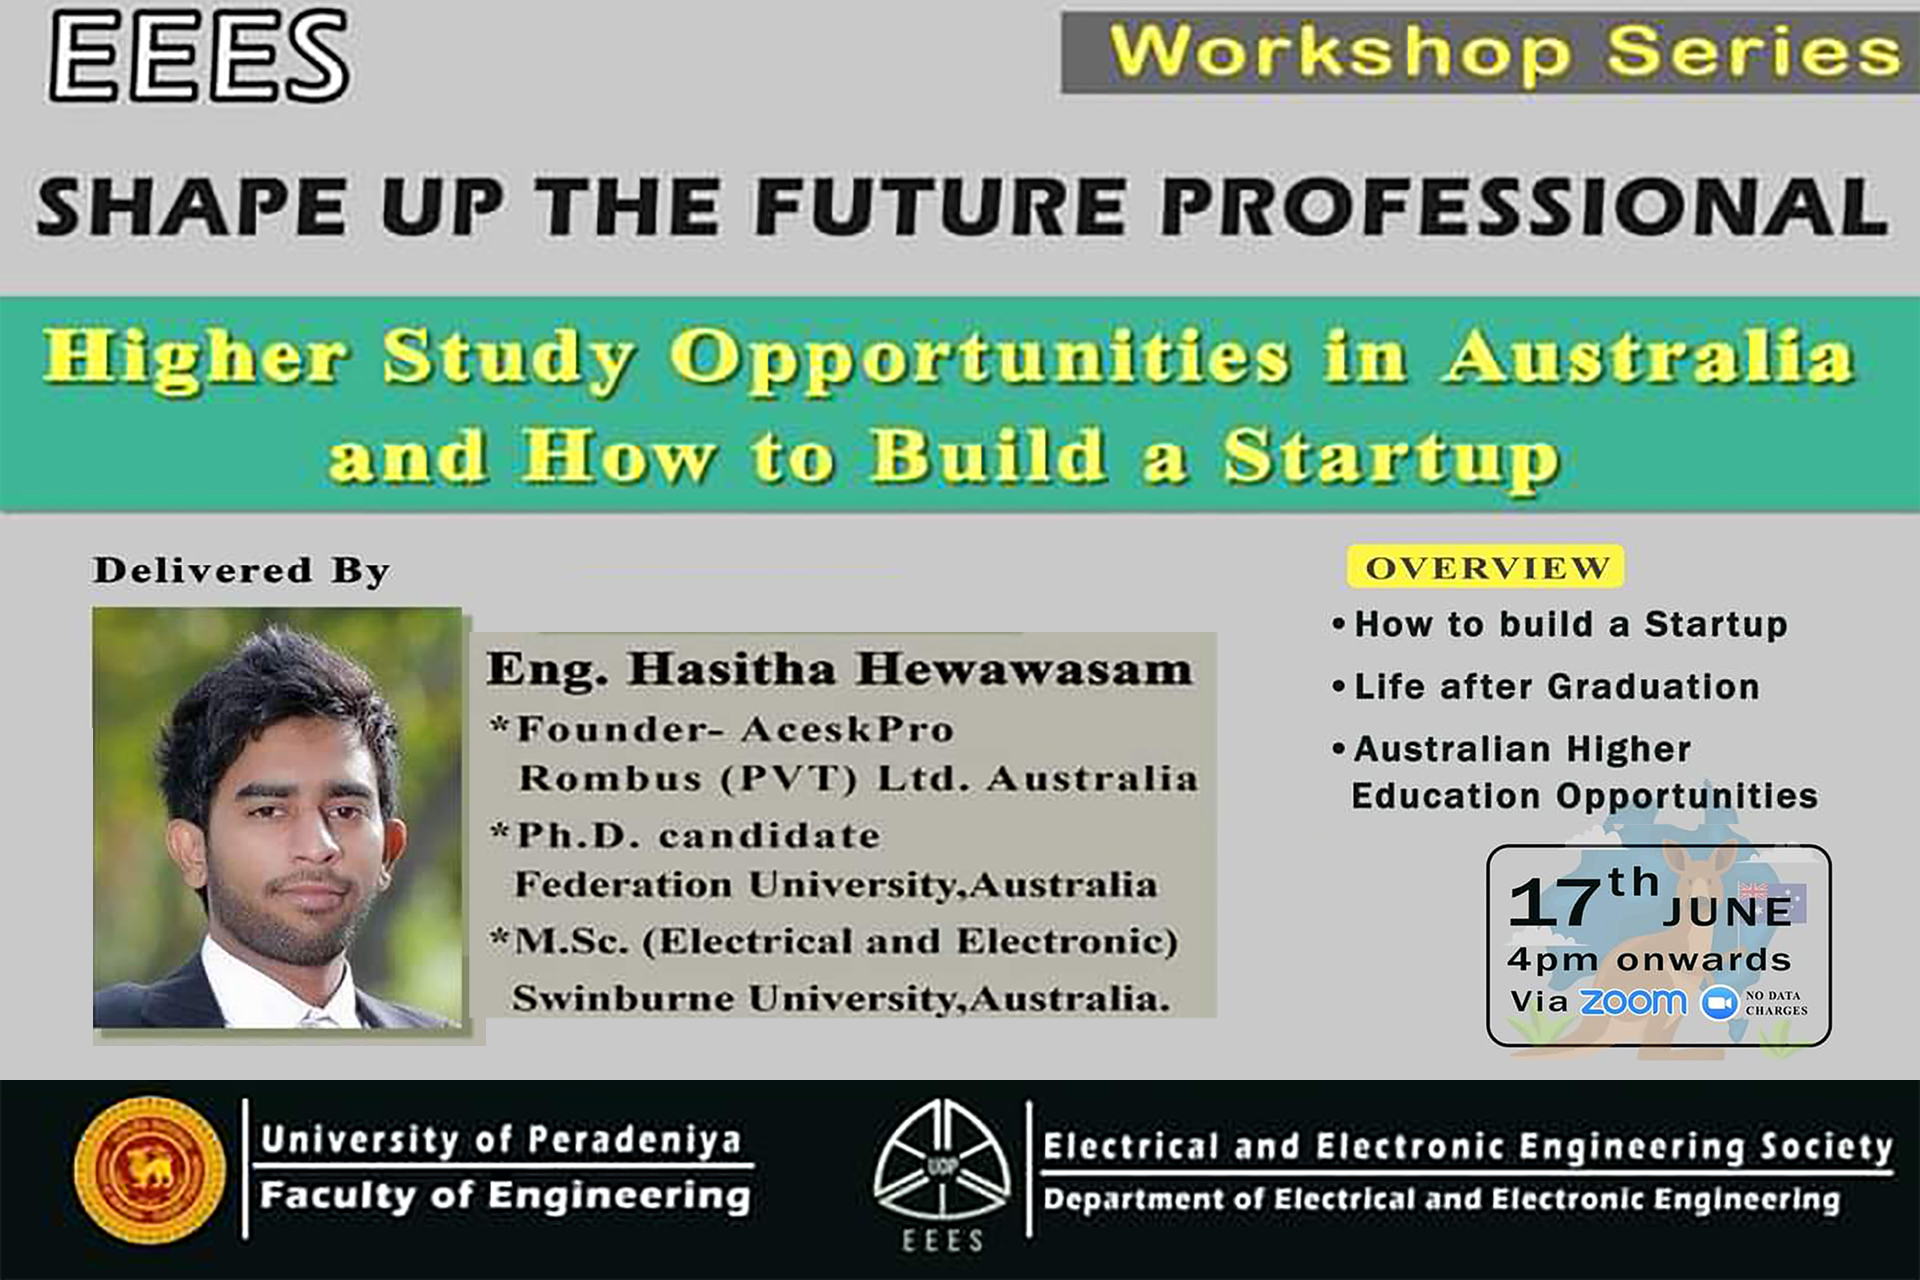 EEES
Workshop Series
SHAPE UP THE FUTURE PROFESSIONAL
Higher Study Opportunities in Australia
and How to Build a Startup
Delivered By
Eng. Hasitha Hewawasam
*Founder- AceskPro
Rombus (PVT) Ltd. Australia
*Ph.D. candidate
Federation University,Australia
*M.Sc. (Electrical and Electronic)
Swinburne University,Australia.
OVERVIEW
• How to build a Startup
• Life after Graduation
• Australian Higher
Education Opportunities
17th JUNE
4pm onwards
Via zoom NO DATA
CHARGES
University of Peradeniya
Faculty of Engineering
UOP
EEES
Electrical and Electronic Engineering Society
Department of Electrical and Electronic Engineering